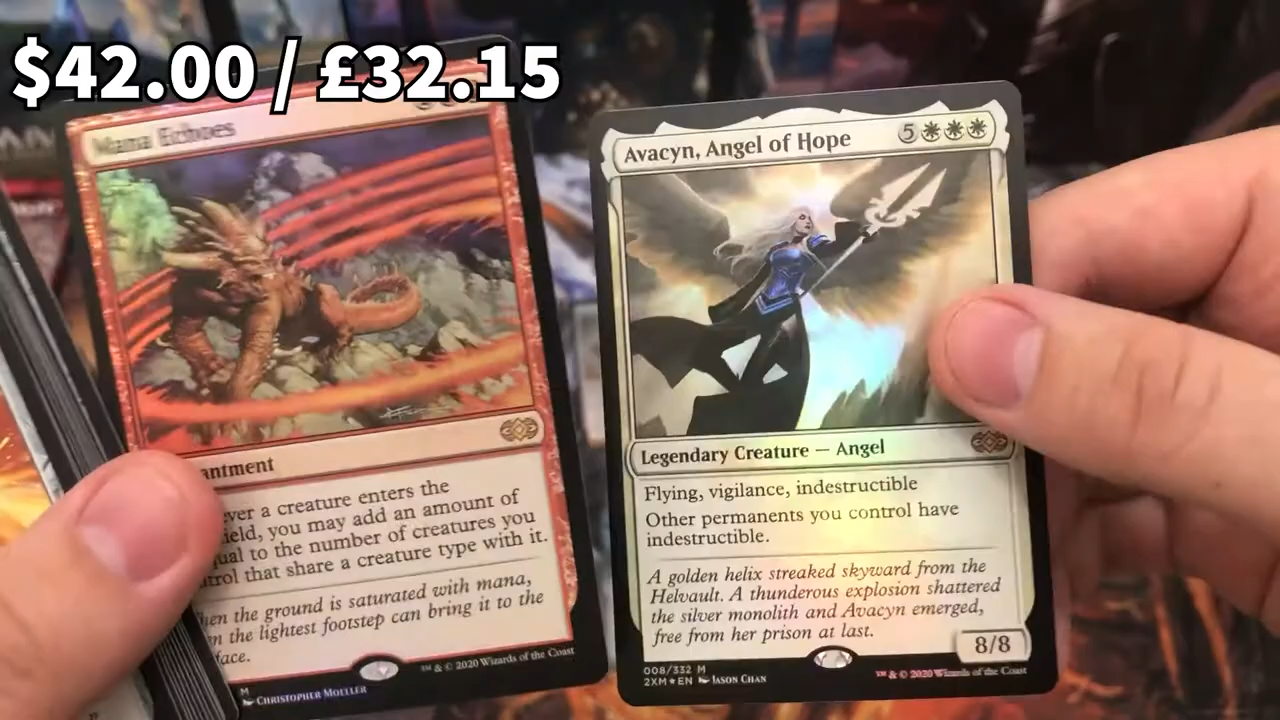 $42.00 / £32.15
Mana Echoes
antment
ever a creature enters the
ield, you may add an amount of
ual to the number of creatures you
trol that share a creature type with it.
hen the ground is saturated with mana,
n the lightest footstep can bring it to the
face.
M
CHRISTOPHER MOELLER
™ & © 2020 Wizards of the Coast
Avacyn, Angel of Hope 5
Legendary Creature — Angel
Flying, vigilance, indestructible
Other permanents you control have
indestructible.
A golden helix streaked skyward from the
Helvault. A thunderous explosion shattered
the silver monolith and Avacyn emerged,
free from her prison at last.
8/8
008/332 M
2XM★EN JASON CHAN
™ & © 2020 Wizards of the Coast